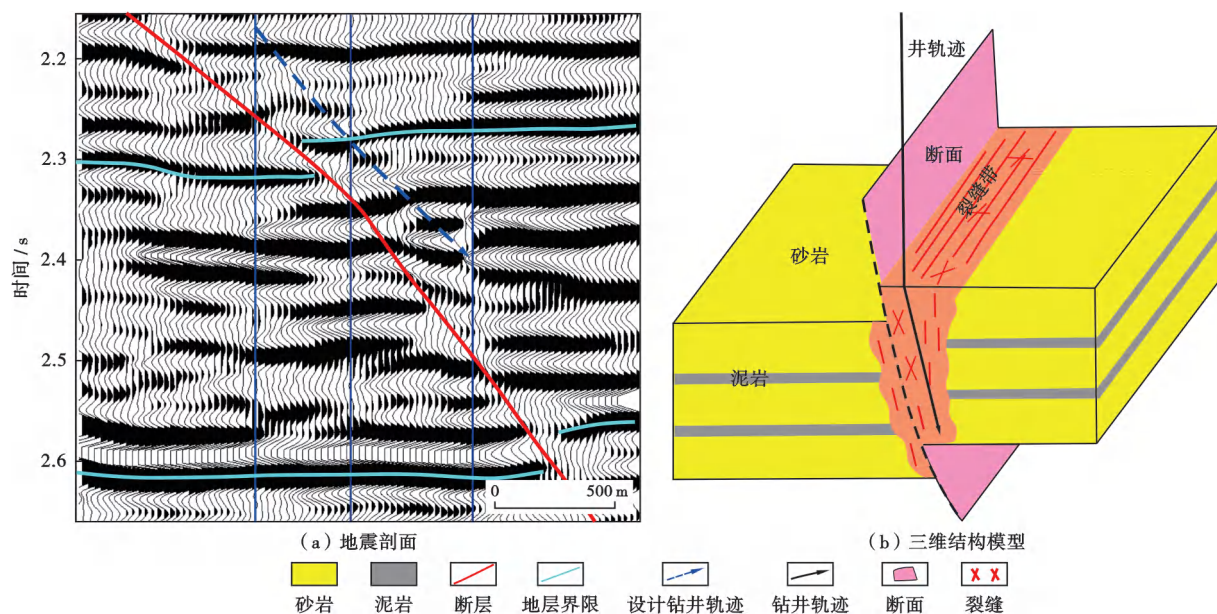 2.2
2.3
2.4
2.5
2.6
时间 / s
0 500 m
井轨迹
断面
裂缝带
砂岩
泥岩
(a) 地震剖面
(b) 三维结构模型
砂岩 泥岩 断层 地层界限 设计钻井轨迹 钻井轨迹 断面 裂缝